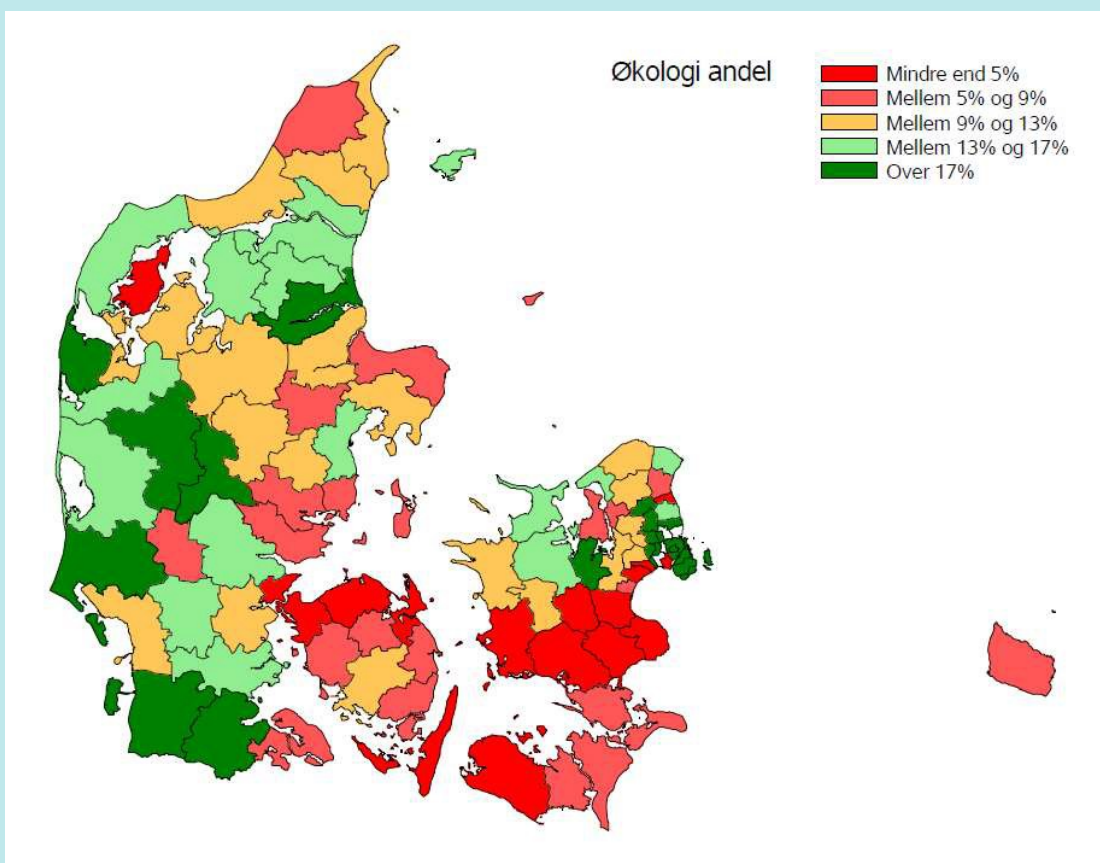 Økologi andel
Mindre end 5%
Mellem 5% og 9%
Mellem 9% og 13%
Mellem 13% og 17%
Over 17%